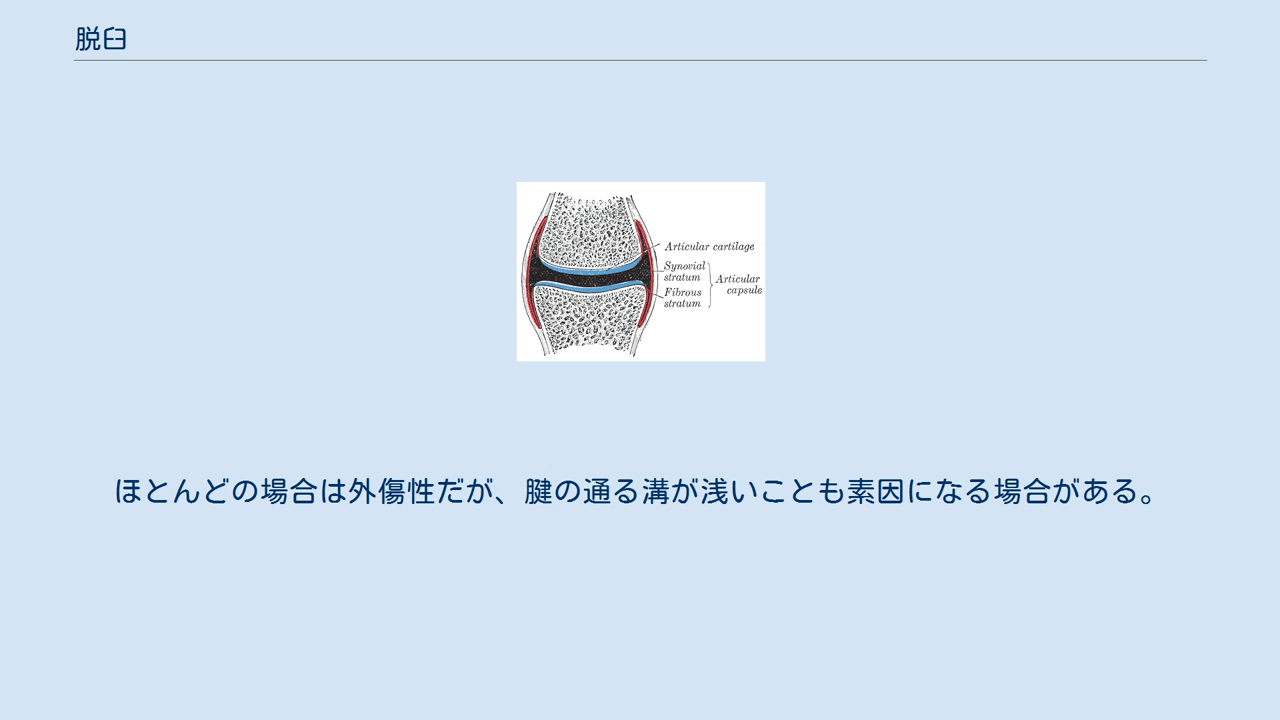 脱臼
Articular cartilage
Synovial
stratum
Articular
capsule
Fibrous
stratum
ほとんどの場合は外傷性だが、腱の通る溝が浅いことも素因になる場合がある。